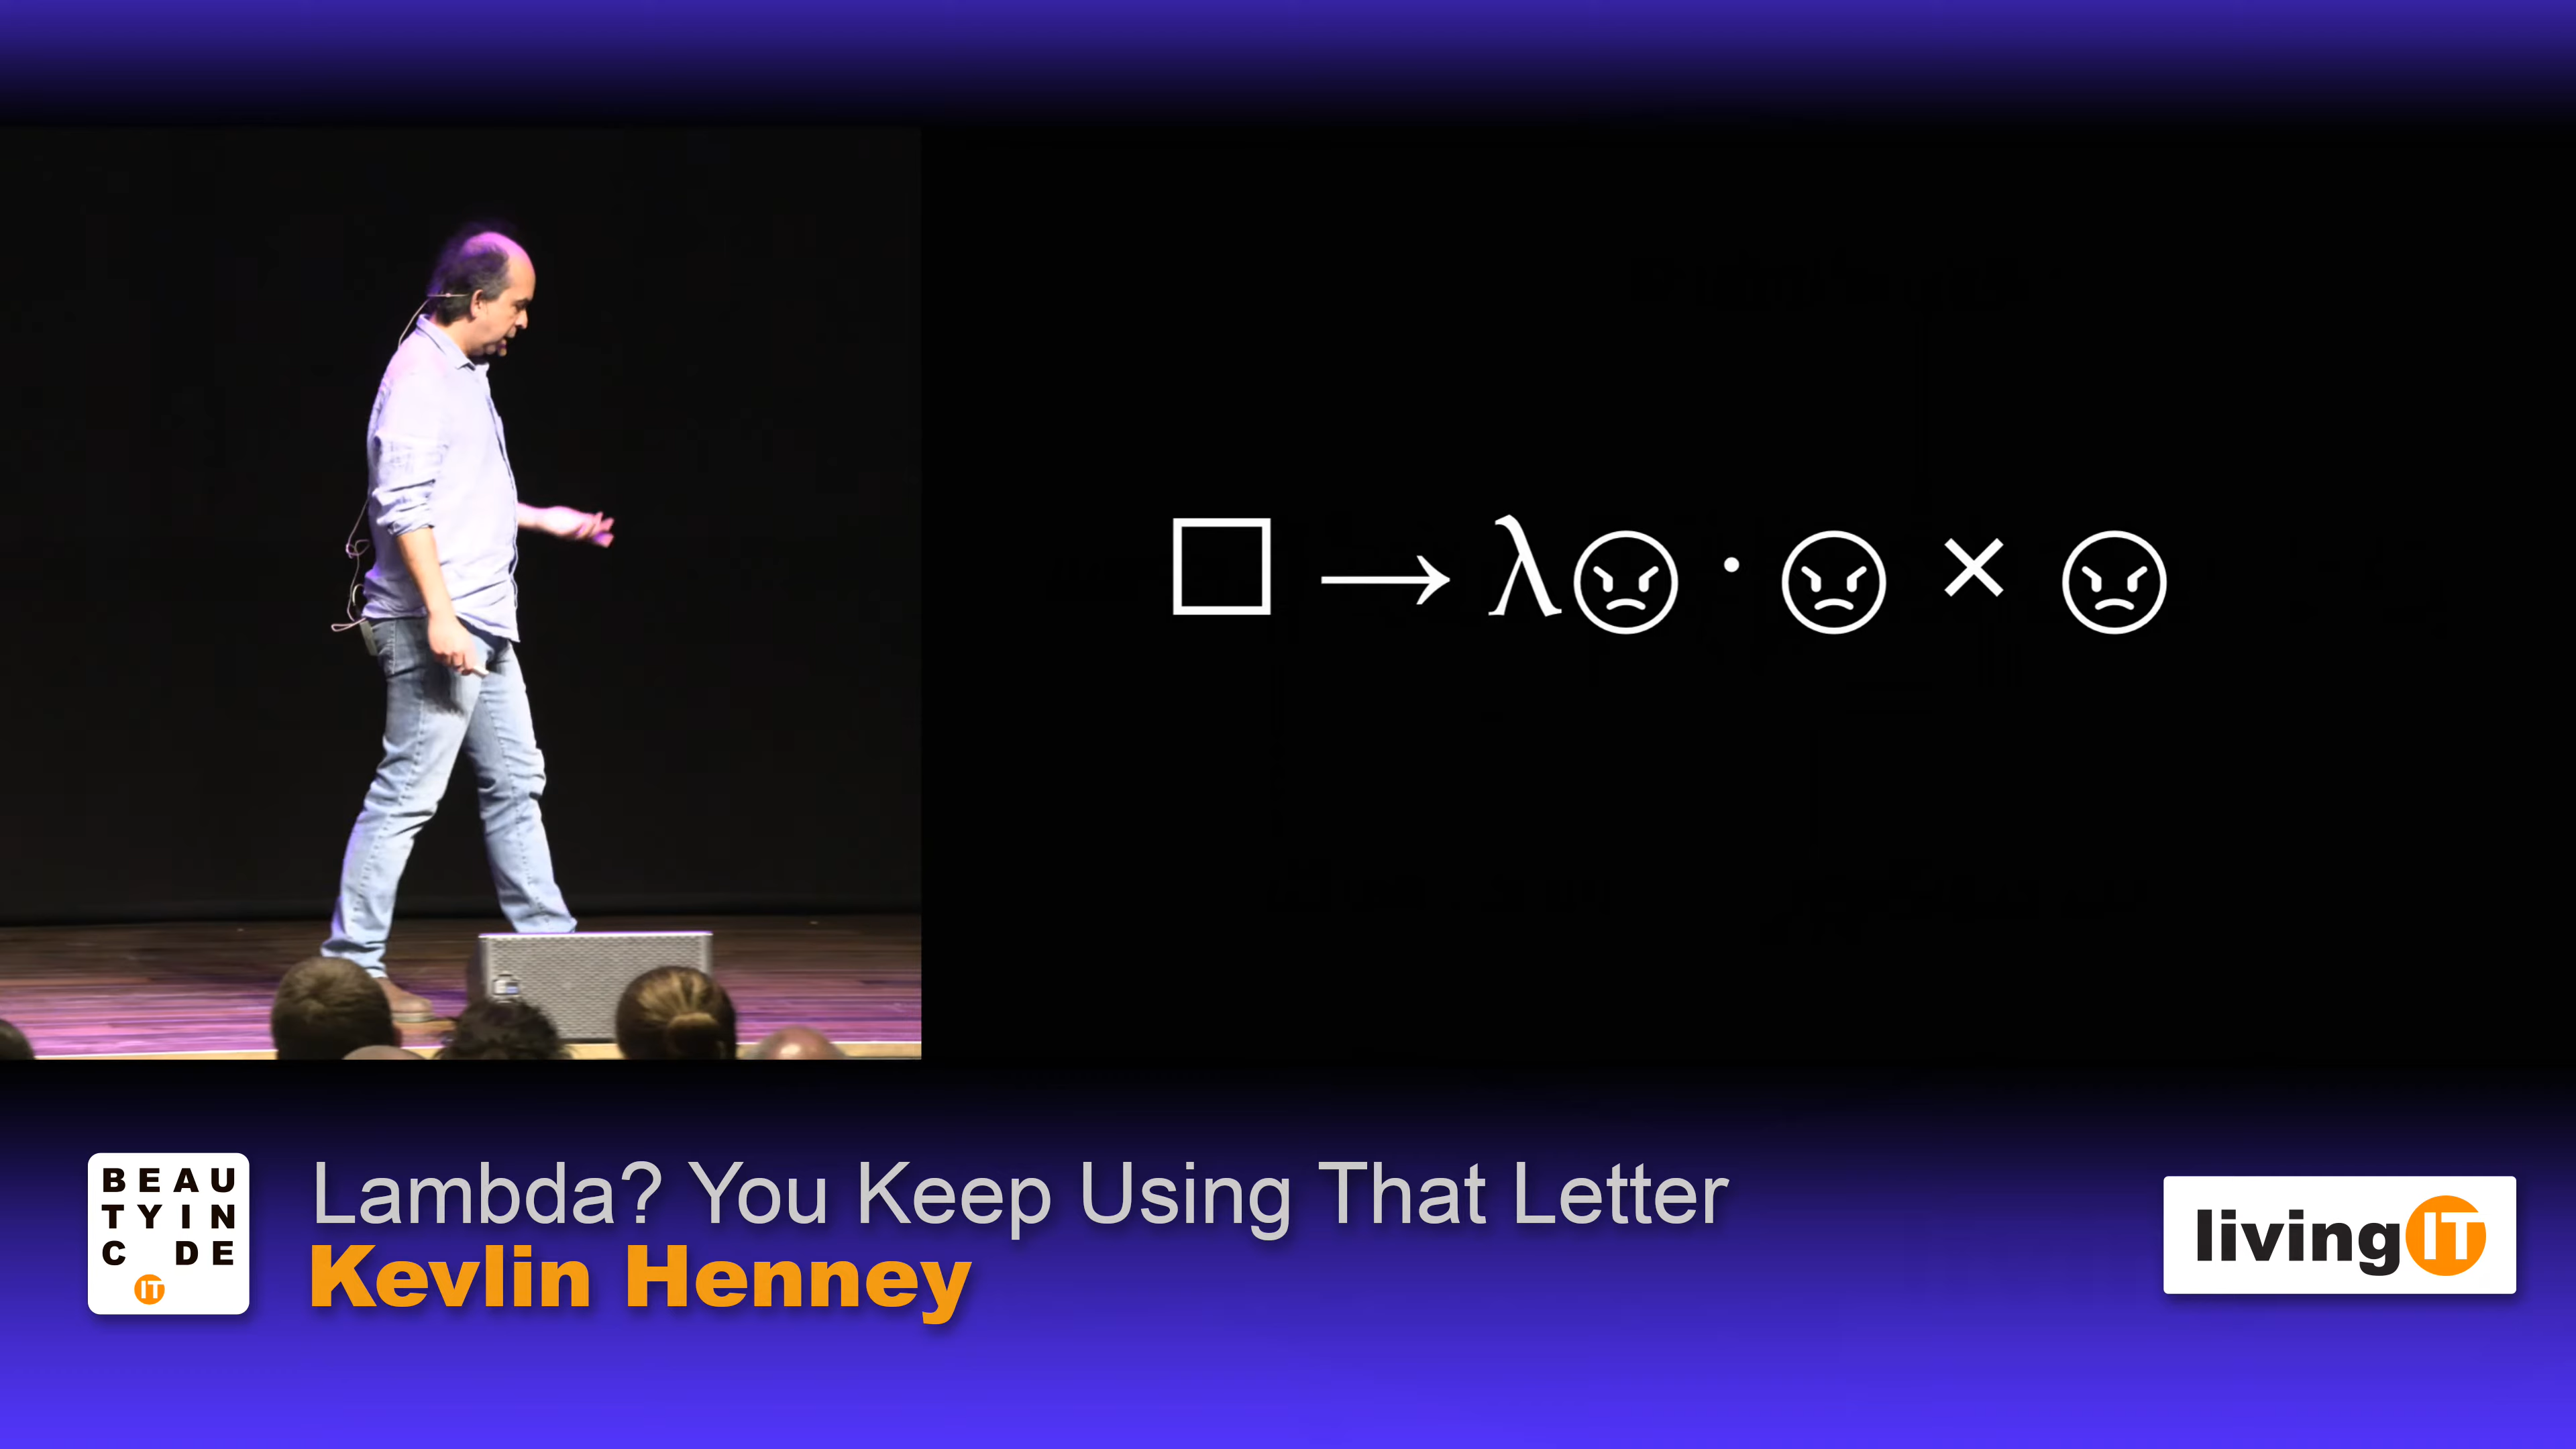 □ → λ😠 · 😠 × 😠
BEAU
TYIN
C DE
IT
Lambda? You Keep Using That Letter
Kevlin Henney
livingIT